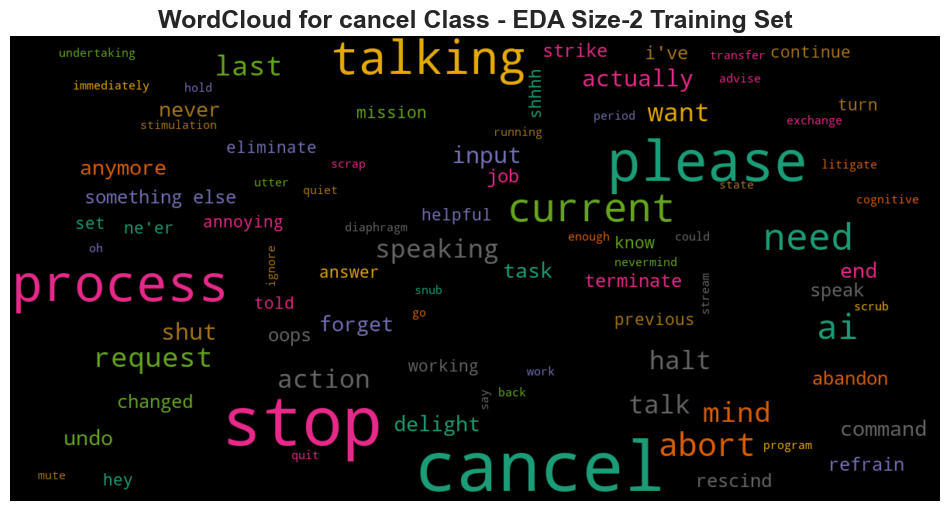 WordCloud for cancel Class - EDA Size-2 Training Set
undertaking
last
talking
strike
i've
transfer
continue
immediately
hold
shhhh
actually
advise
never
stimulation
mission
want
period
turn
exchange
running
eliminate
input
please
anymore
scrap
job
litigate
utter
quiet
state
something else
cognitive
set
ne'er
annoying
helpful
current
diaphragm
speaking
enough
know
could
need
oh
ignore
answer
snub
task
nevermind
terminate
stream
end
process
told
go
speak
scrub
shut
oops
forget
previous
ai
request
working
halt
action
work
back
say
abandon
changed
stop
delight
talk
mind
command
undo
quit
cancel
abort
program
refrain
mute
hey
rescind